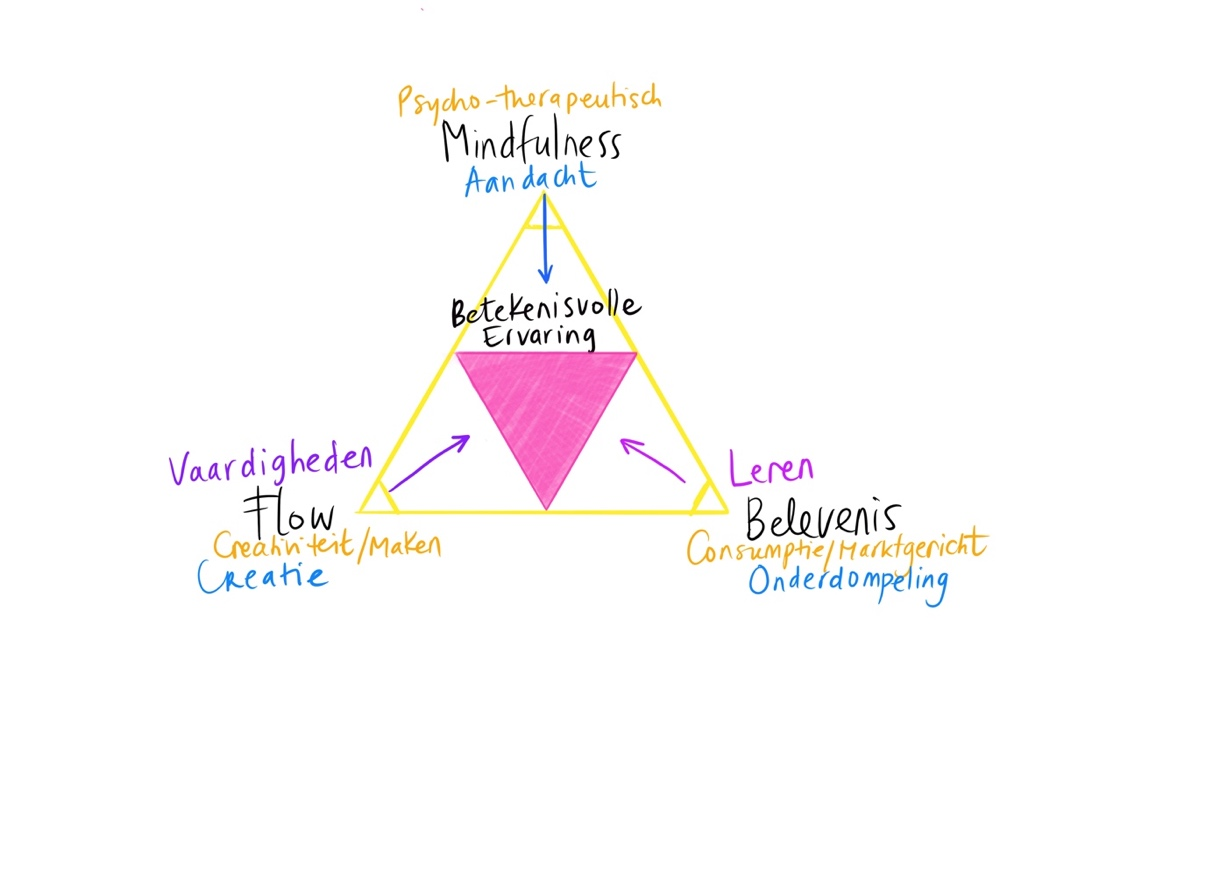 Psycho-therapeutisch
Mindfulness
Aandacht
Betekenisvolle
Ervaring
Vaardigheden
Flow
Creativiteit/Maken
Creatie
Leren
Belevenis
Consumptie/Marktgericht
Onderdompeling